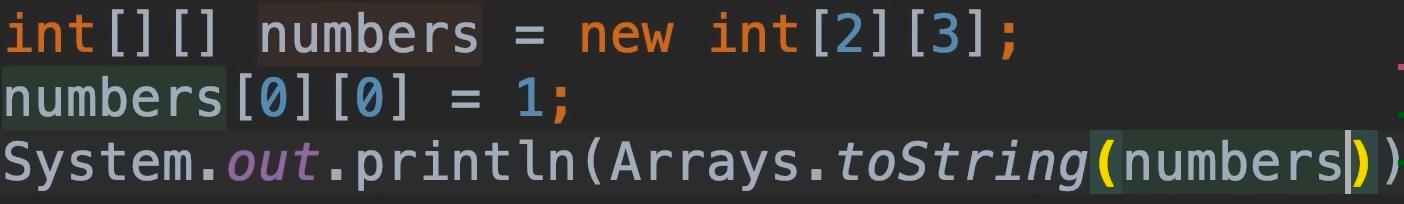 int[][] numbers = new int[2][3];
numbers[0][0] = 1;
System.out.println(Arrays.toString(numbers))